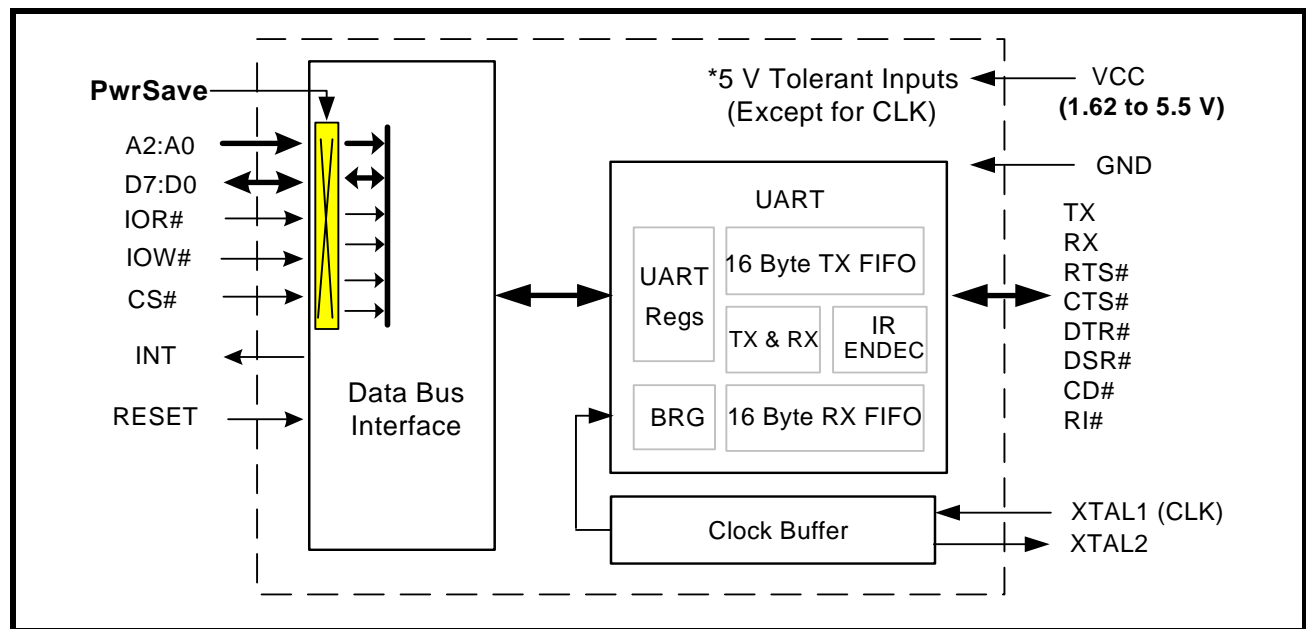 PwrSave
A2:A0
D7:D0
IOR#
IOW#
CS#
INT
RESET
Data Bus
Interface
*5 V Tolerant Inputs
(Except for CLK)
UART
UART
Regs
16 Byte TX FIFO
TX & RX
IR
ENDEC
BRG
16 Byte RX FIFO
Clock Buffer
VCC
(1.62 to 5.5 V)
GND
TX
RX
RTS#
CTS#
DTR#
DSR#
CD#
RI#
XTAL1 (CLK)
XTAL2